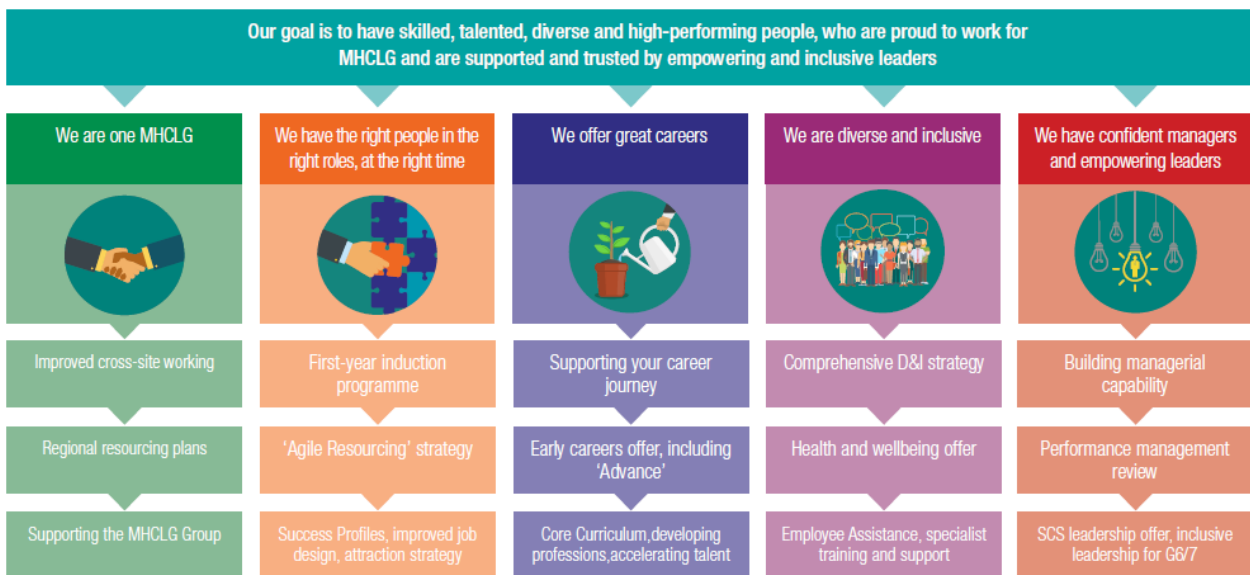 Our goal is to have skilled, talented, diverse and high-performing people, who are proud to work for
MHCLG and are supported and trusted by empowering and inclusive leaders
We are one MHCLG
Improved cross-site working
Regional resourcing plans
Supporting the MHCLG Group
We have the right people in the
right roles, at the right time
First-year induction
programme
‘Agile Resourcing’ strategy
Success Profiles, improved job
design, attraction strategy
We offer great careers
Supporting your career
journey
Early careers offer, including
‘Advance’
Core Curriculum,developing
professions,accelerating talent
We are diverse and inclusive
Comprehensive D&I strategy
Health and wellbeing offer
Employee Assistance, specialist
training and support
We have confident managers
and empowering leaders
Building managerial
capability
Performance management
review
SCS leadership offer, inclusive
leadership for G6/7